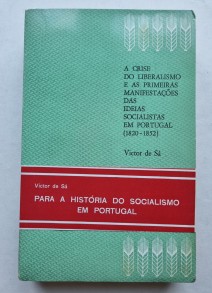 A CRISE
DO LIBERALISMO
E AS PRIMEIRAS
MANIFESTAÇÕES
DAS
IDEIAS
SOCIALISTAS
EM PORTUGAL
(1820-1852)
Victor de Sá
Victor de Sá
PARA A HISTÓRIA DO SOCIALISMO
EM PORTUGAL